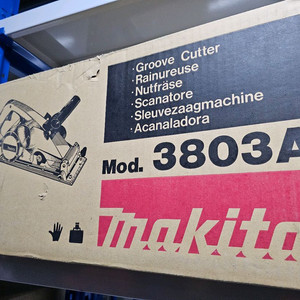 · Groove Cutter
· Rainureuse
· Nutfräse
· Scanatore
· Sleuvezaagmachine
· Acanaladora
Mod. 3803A
makita